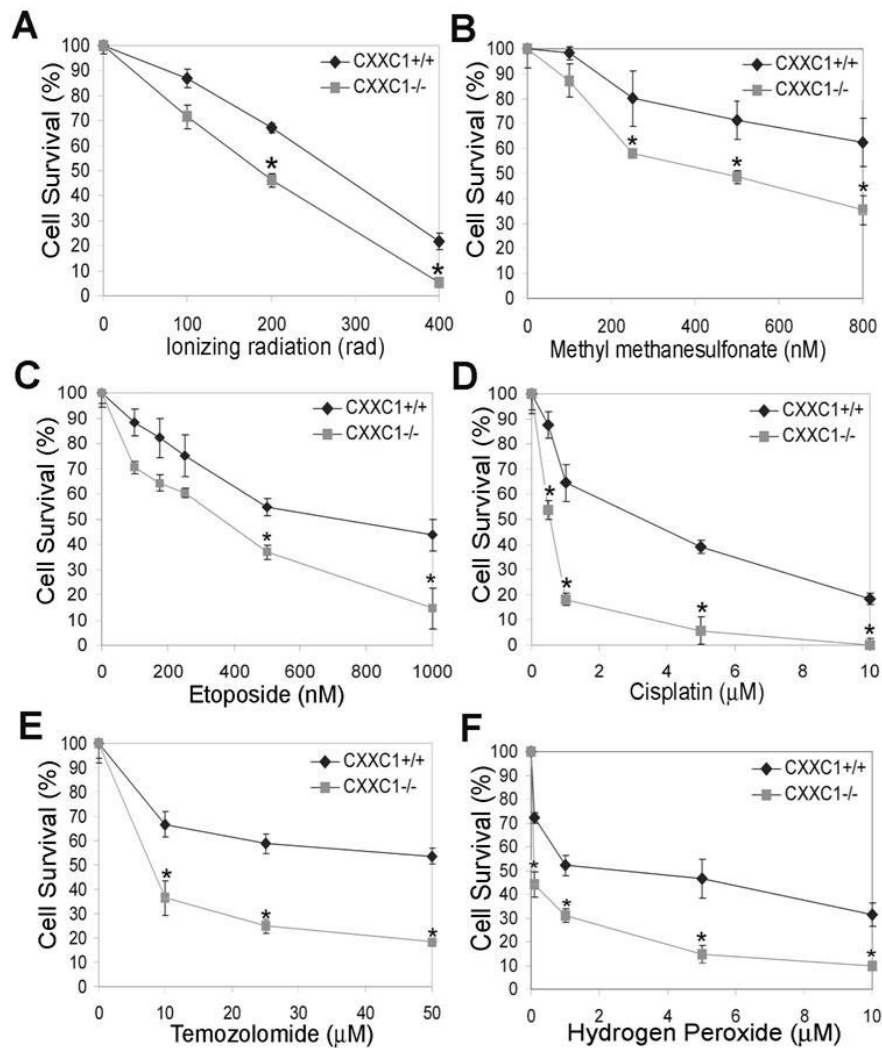 A
Cell Survival (%)
100
90
80
70
60
50
40
30
20
10
0
CXXC1+/+
CXXC1-/-
*
*
0 100 200 300 400
Ionizing radiation (rad)
B
Cell Survival (%)
100
90
80
70
60
50
40
30
20
10
0
CXXC1+/+
CXXC1-/-
*
*
*
0 200 400 600 800
Methyl methanesulfonate (nM)
C
Cell Survival (%)
100
90
80
70
60
50
40
30
20
10
0
CXXC1+/+
CXXC1-/-
*
*
0 200 400 600 800 1000
Etoposide (nM)
D
Cell Survival (%)
100
90
80
70
60
50
40
30
20
10
0
CXXC1+/+
CXXC1-/-
*
*
*
*
0 2 4 6 8 10
Cisplatin (μM)
E
Cell Survival (%)
100
90
80
70
60
50
40
30
20
10
0
CXXC1+/+
CXXC1-/-
*
*
*
0 10 20 30 40 50
Temozolomide (μM)
F
Cell Survival (%)
100
90
80
70
60
50
40
30
20
10
0
CXXC1+/+
CXXC1-/-
*
*
*
*
0 2 4 6 8 10
Hydrogen Peroxide (μM)